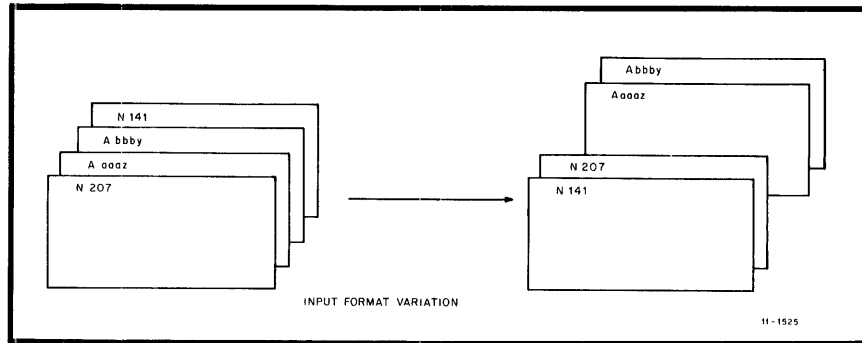 N 141
A bbby
A aaaz
N 207
Abbby
Aaaaz
N 207
N 141
INPUT FORMAT VARIATION
11-1525